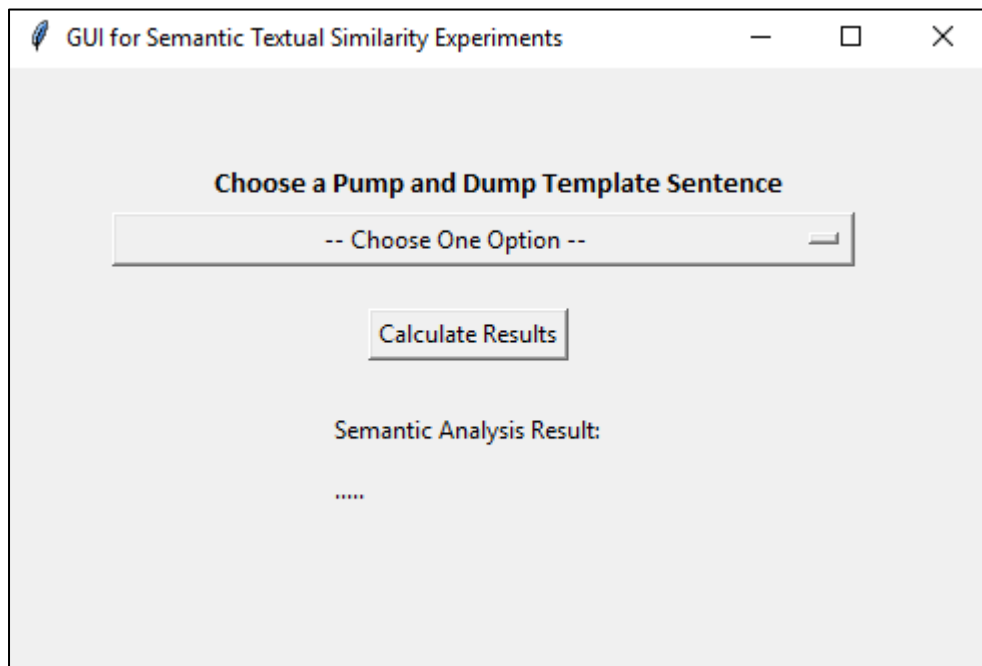 GUI for Semantic Textual Similarity Experiments
Choose a Pump and Dump Template Sentence
-- Choose One Option --
Calculate Results
Semantic Analysis Result:
.....